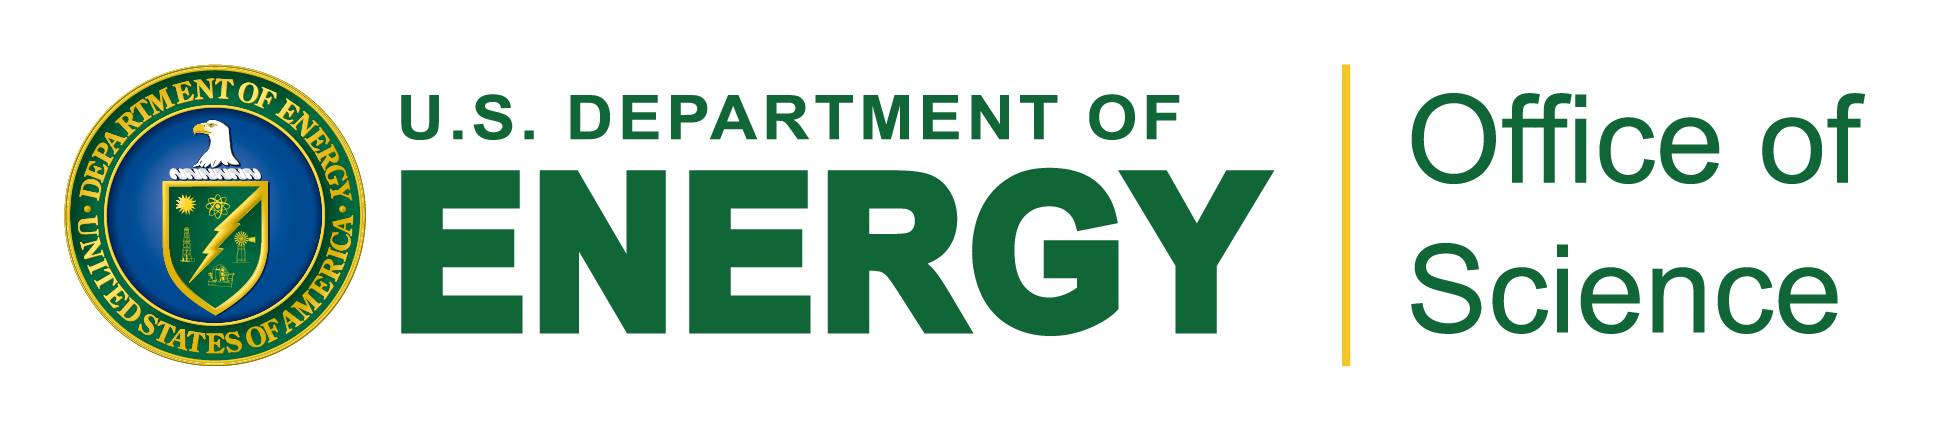 DEPARTMENT OF ENERGY
UNITED STATES OF AMERICA
U.S. DEPARTMENT OF
ENERGY
Office of
Science